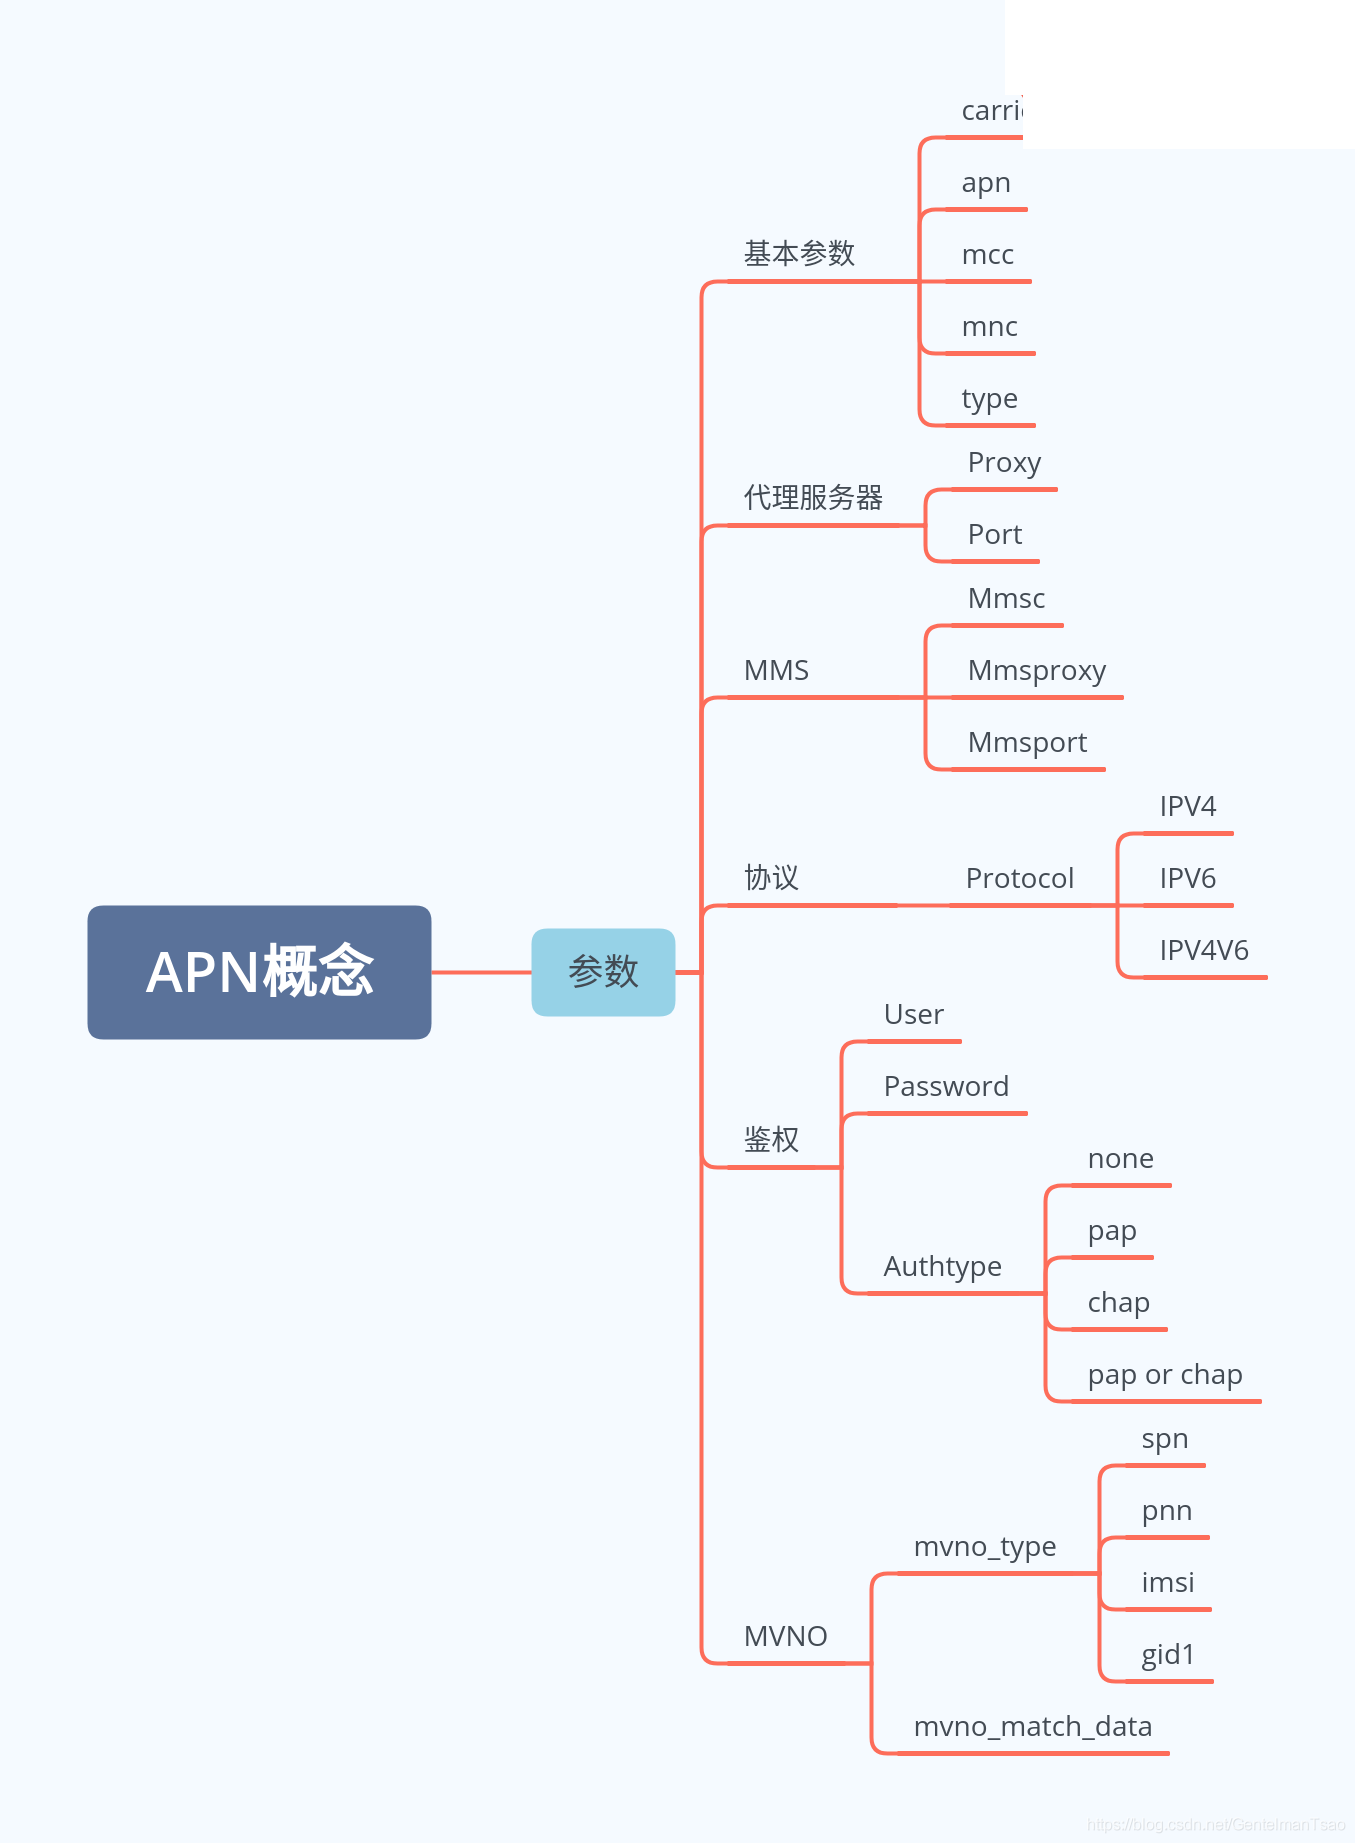 apn
mcc
基本参数
mnc
type
Proxy
代理服务器
Port
Mmsc
MMS
Mmsproxy
Mmsport
IPV4
协议
Protocol
IPV6
IPV4V6
APN概念
参数
User
Password
鉴权
none
pap
Authtype
chap
pap or chap
spn
pnn
mvno_type
imsi
gid1
MVNO
mvno_match_data
https://blog.csdn.net/GentelmanTsao